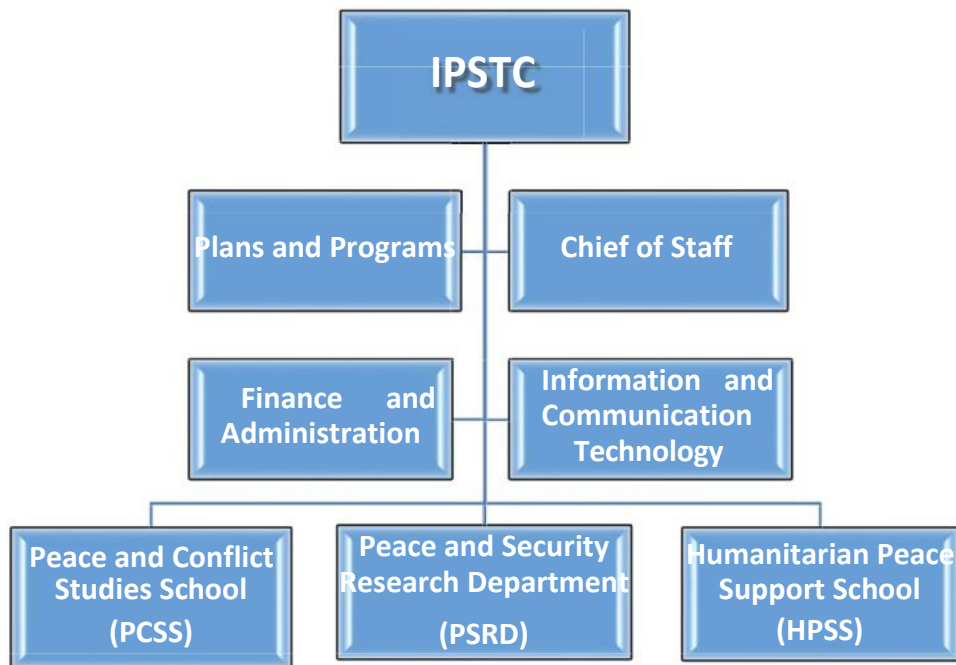 IPSTC
Plans and Programs
Chief of Staff
Finance and
Administration
Information and
Communication
Technology
Peace and Conflict
Studies School
(PCSS)
Peace and Security
Research Department
(PSRD)
Humanitarian Peace
Support School
(HPSS)